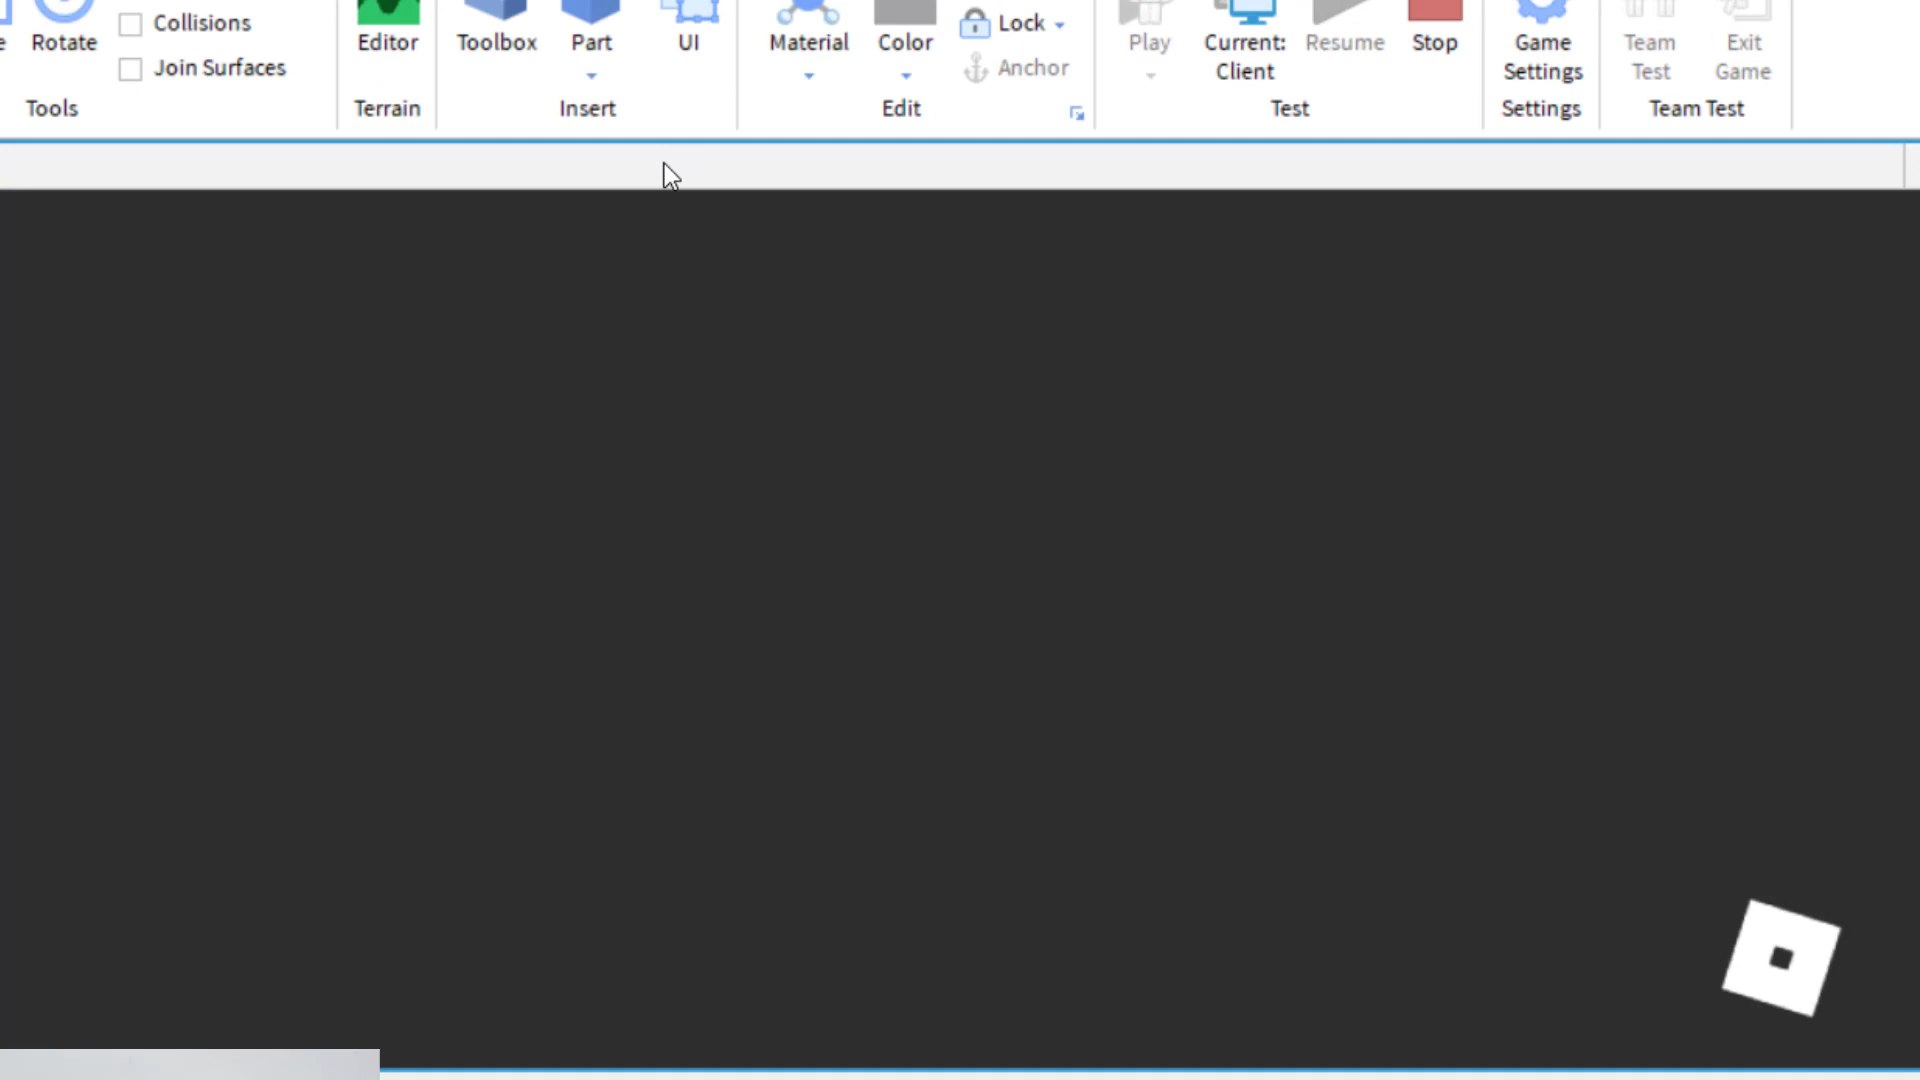 Rotate
Collisions
Join Surfaces
Tools
Editor
Terrain
Toolbox
Part
UI
Insert
Material
Color
Lock
Anchor
Edit
Play
Current:
Client
Resume
Stop
Test
Game
Settings
Settings
Team
Test
Exit
Game
Team Test